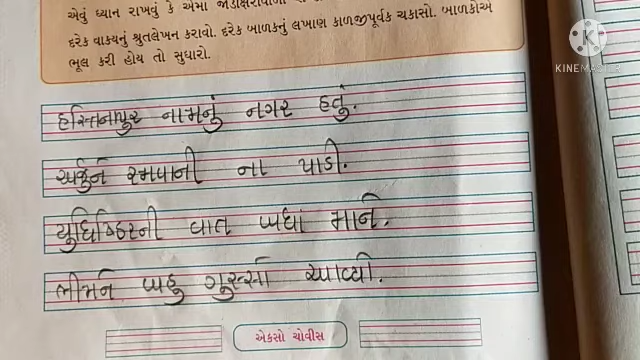 એવું ધ્યાન રાખવું કે એમાં જોડાક્ષરોવાળા
દરેક વાક્યનું શ્રુતલેખન કરાવો. દરેક બાળકનું લખાણ કાળજીપૂર્વક ચકાસો. બાળકોએ
ભૂલ કરી હોય તો સુધારો.
KINEMASTER
હસ્તિનાપુર નામનું નગર હતું.
અર્જુને રમવાની ના પાડી.
યુધિષ્ઠિરની વાત બધાં માને.
ભીમને બહુ ગુસ્સો આવ્યો.
એકસો ચોવીસ